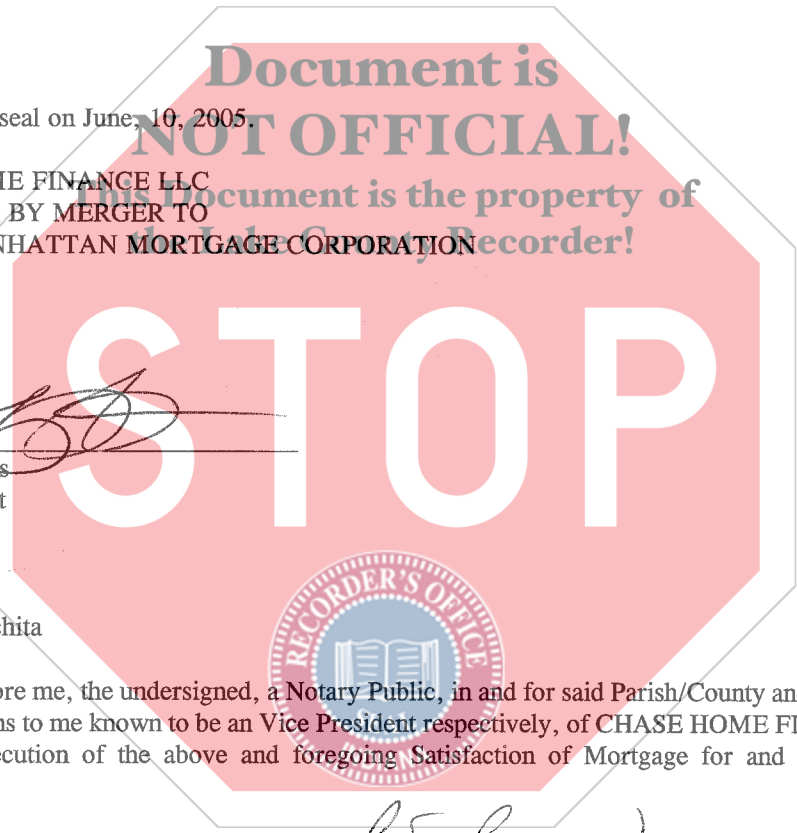 Document is
seal on June, 10, 2005.
NOT OFFICIAL!
HE FINANCE LLC
This Document is the property of
BY MERGER TO
the Lake County Recorder!
NHATTAN MORTGAGE CORPORATION
STOP
s
t
RECORDER'S OFFICE
chita
ore me, the undersigned, a Notary Public, in and for said Parish/County an
ns to me known to be an Vice President respectively, of CHASE HOME FI
ecution of the above and foregoing Satisfaction of Mortgage for and